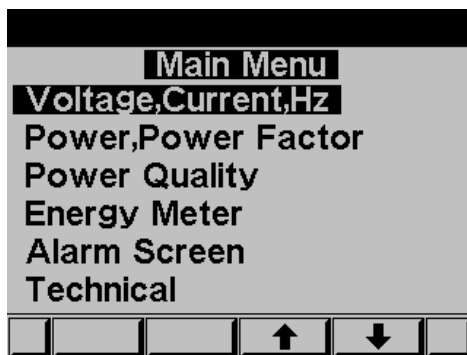 Main Menu
Voltage,Current,Hz
Power,Power Factor
Power Quality
Energy Meter
Alarm Screen
Technical